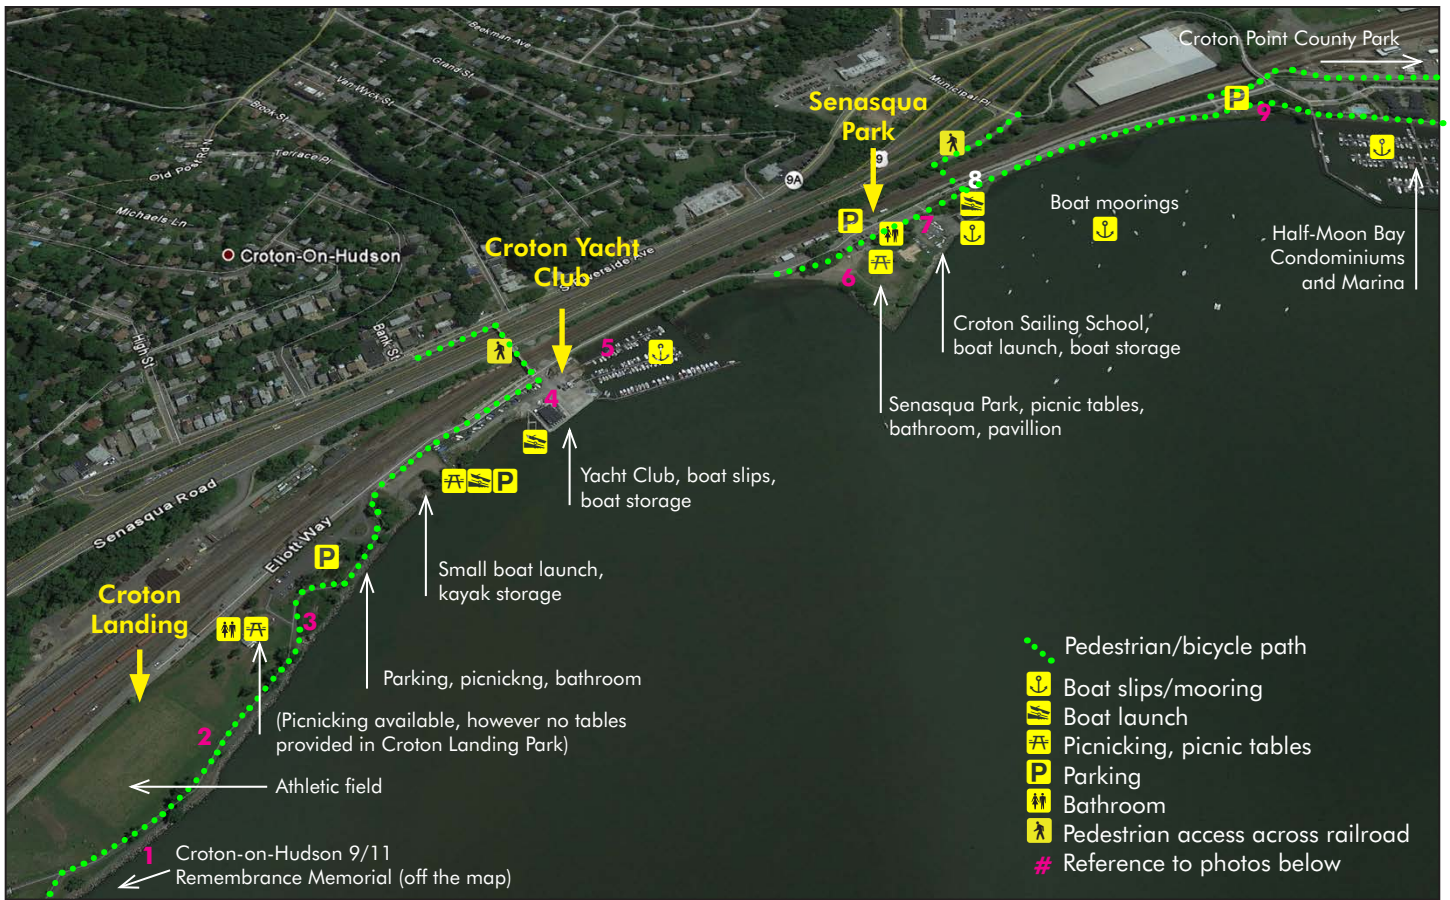 Croton Point County Park
Beekman Ave
Grand St
Van Wyck St
Municipal Pl
Senasqua
Park
P
9
Brook St
9
9A
Old Post Rd N
Terrace Pl
8
Boat moorings
Michaels Ln
P
7
Half-Moon Bay
Condominiums
and Marina
Croton Yacht
Club
Croton-On-Hudson
Riverside Ave
6
Croton Sailing School,
boat launch, boat storage
High St
Bank St
5
4
Senasqua Park, picnic tables,
bathroom, pavillion
P
Yacht Club, boat slips,
boat storage
Senasqua Road
Elliott Way
P
Small boat launch,
kayak storage
Croton
Landing
3
Parking, picnickng, bathroom
(Picnicking available, however no tables
provided in Croton Landing Park)
2
Athletic field
1
Croton-on-Hudson 9/11
Remembrance Memorial (off the map)
Pedestrian/bicycle path
Boat slips/mooring
Boat launch
Picnicking, picnic tables
P Parking
Bathroom
Pedestrian access across railroad
# Reference to photos below